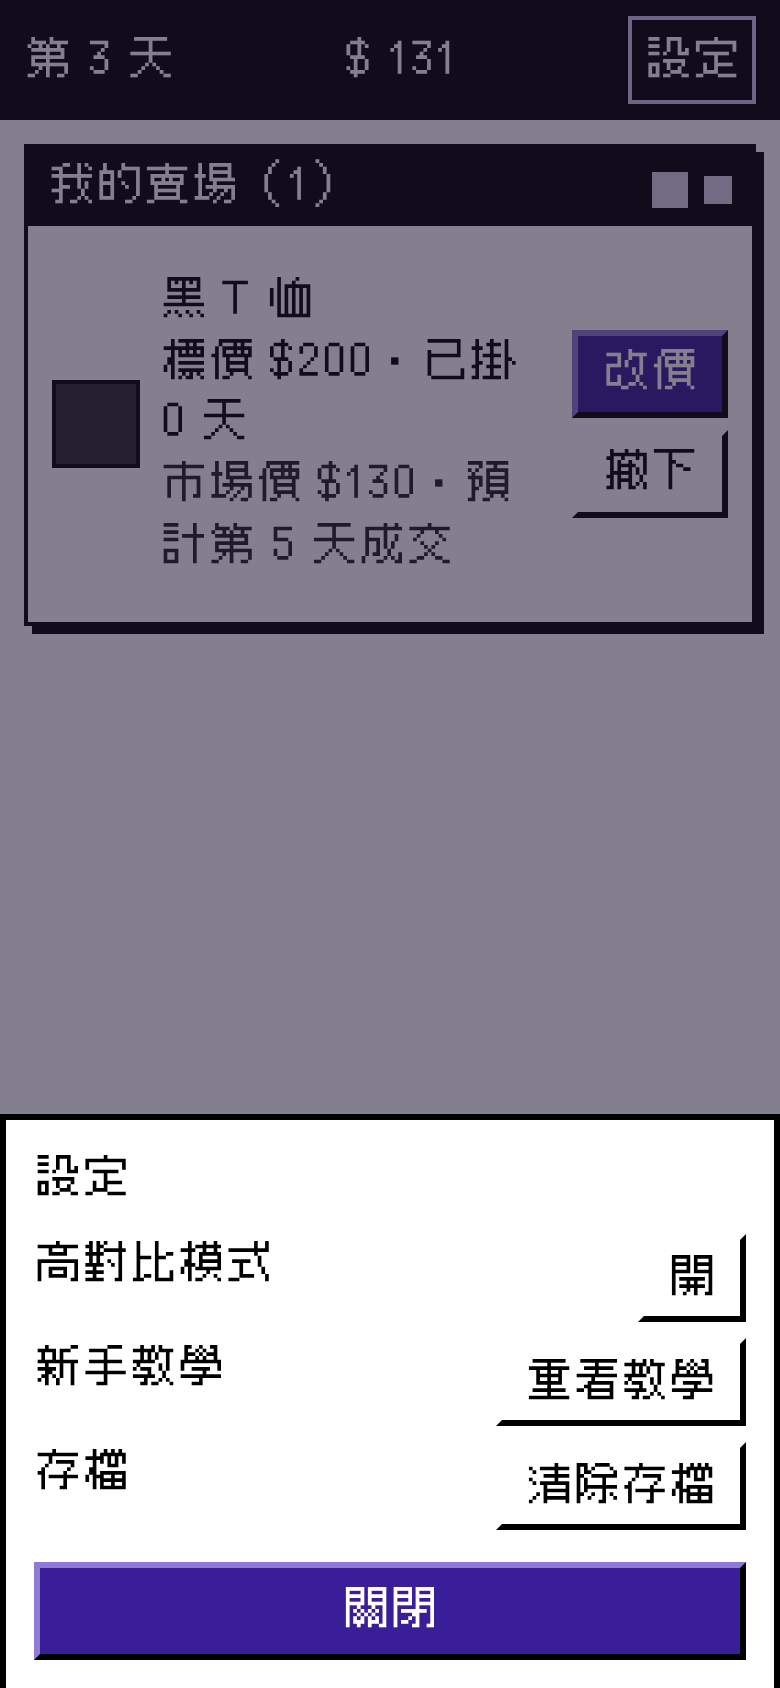 第 3 天
$ 131
設定
我的賣場 (1)
黑 T 恤
標價 $200 · 已掛
0 天
市場價 $130 · 預
計第 5 天成交
改價
撤下
設定
高對比模式
開
新手教學
重看教學
存檔
清除存檔
關閉